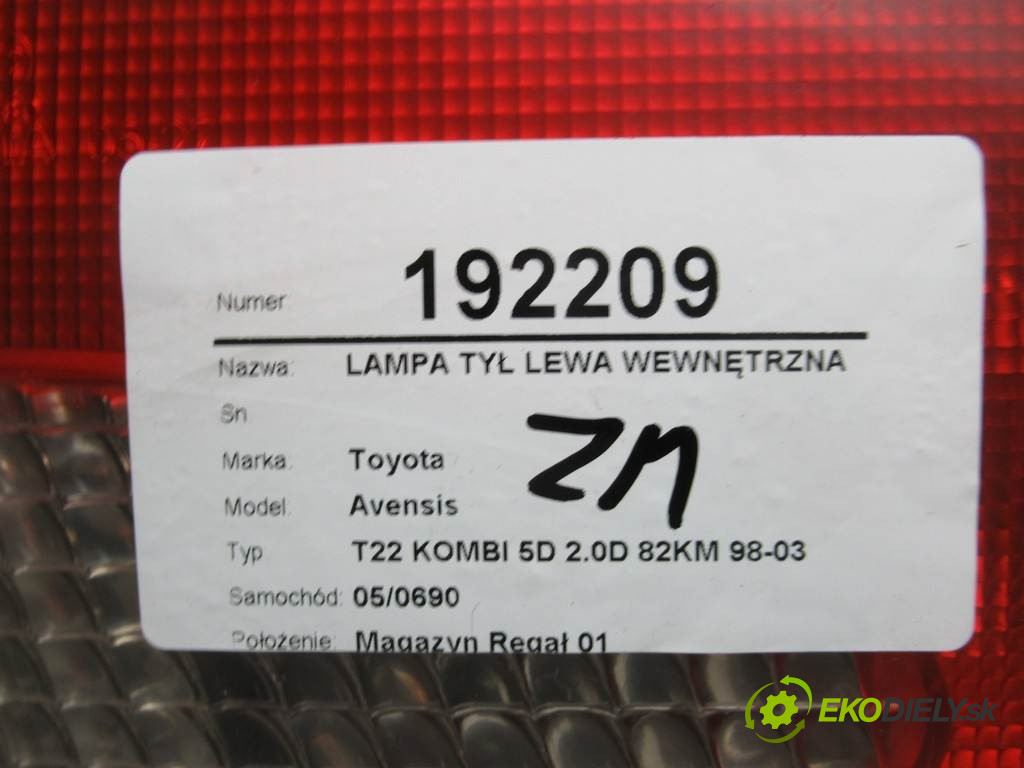 Numer 192209
Nazwa: LAMPA TYŁ LEWA WEWNĘTRZNA
Sn
Marka: Toyota
Model: Avensis
Typ T22 KOMBI 5D 2.0D 82KM 98-03
Samochód: 05/0690
Położenie: Magazyn Regał 01
EKODIELY.sk